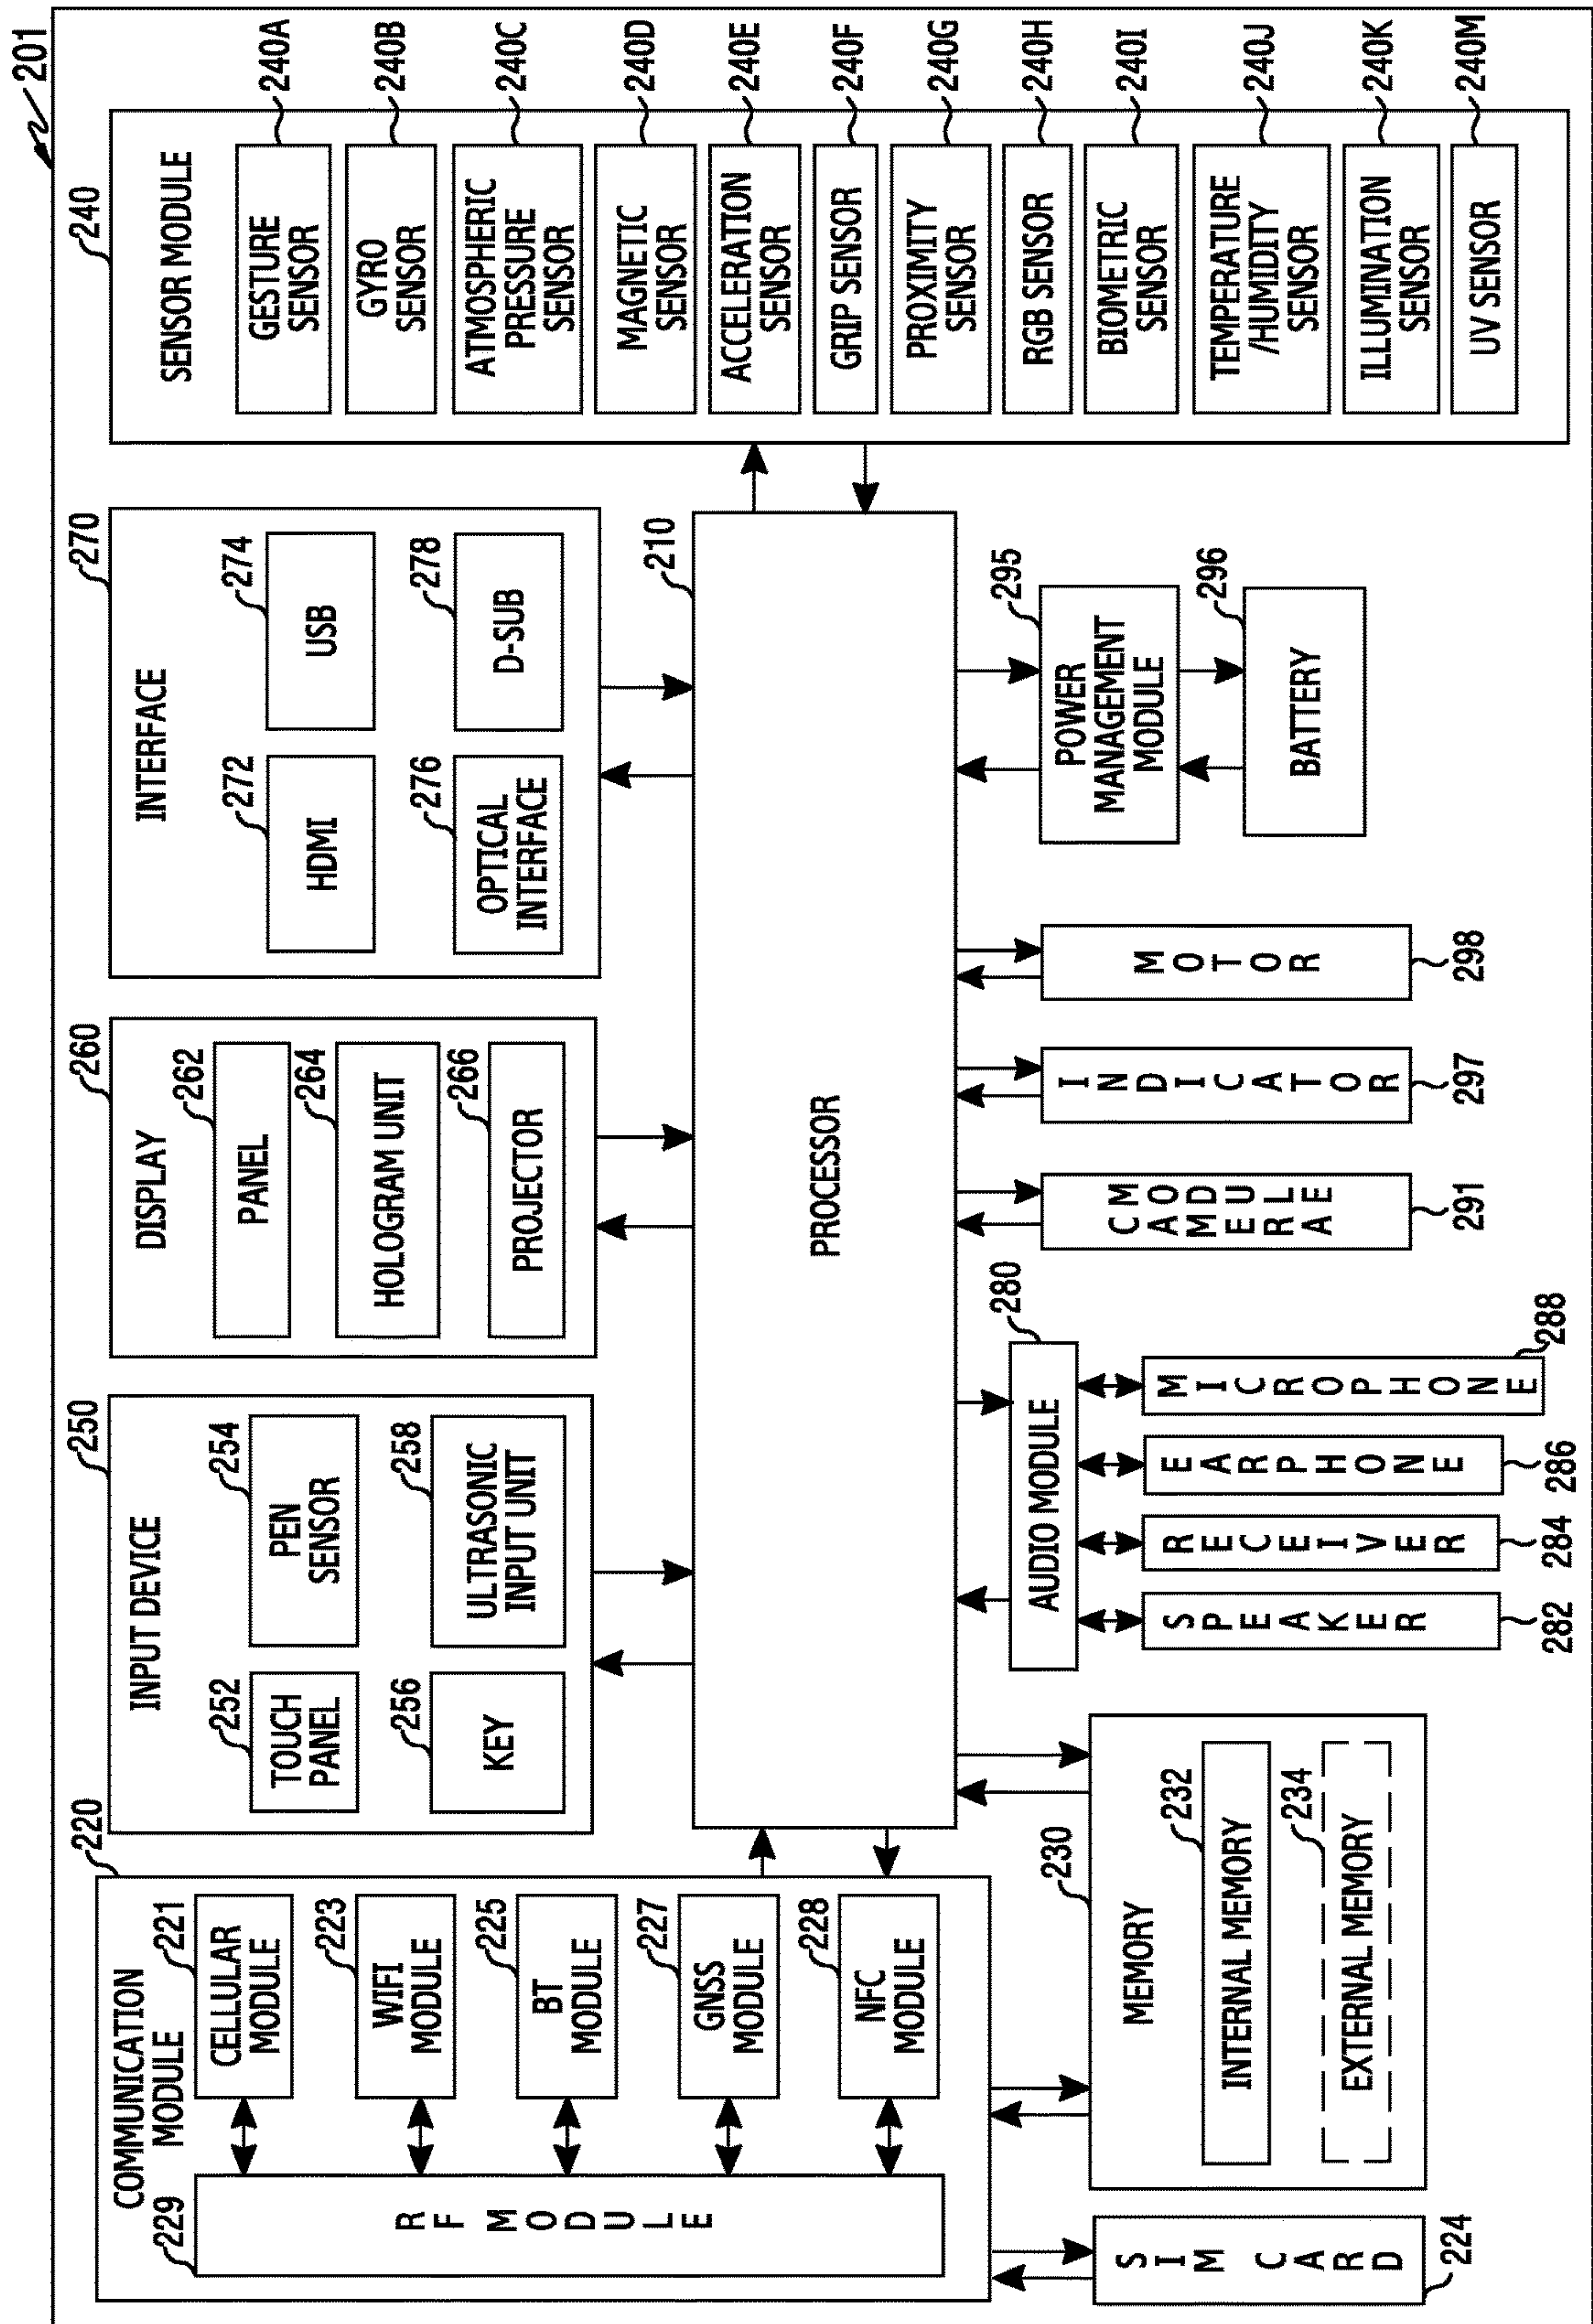 201
220
COMMUNICATION
MODULE
229
RF MODULE
221
CELLULAR
MODULE
223
WIFI
MODULE
225
BT
MODULE
227
GNSS
MODULE
228
NFC
MODULE
250
INPUT DEVICE
252
TOUCH
PANEL
254
PEN
SENSOR
256
KEY
258
ULTRASONIC
INPUT UNIT
260
DISPLAY
262
PANEL
264
HOLOGRAM UNIT
266
PROJECTOR
270
INTERFACE
272
HDMI
274
USB
276
OPTICAL
INTERFACE
278
D-SUB
240
SENSOR MODULE
GESTURE
SENSOR
240A
GYRO
SENSOR
240B
ATMOSPHERIC
PRESSURE
SENSOR
240C
MAGNETIC
SENSOR
240D
ACCELERATION
SENSOR
240E
GRIP SENSOR
240F
PROXIMITY
SENSOR
240G
RGB SENSOR
240H
BIOMETRIC
SENSOR
240I
TEMPERATURE
/HUMIDITY
SENSOR
240J
ILLUMINATION
SENSOR
240K
UV SENSOR
240M
210
PROCESSOR
SIM CARD
224
230
MEMORY
232
INTERNAL MEMORY
234
EXTERNAL MEMORY
280
AUDIO MODULE
SPEAKER
282
RECEIVER
284
EARPHONE
286
MICROPHONE
288
CAMERA
MODULE
291
INDICATOR
297
MOTOR
298
295
POWER
MANAGEMENT
MODULE
296
BATTERY